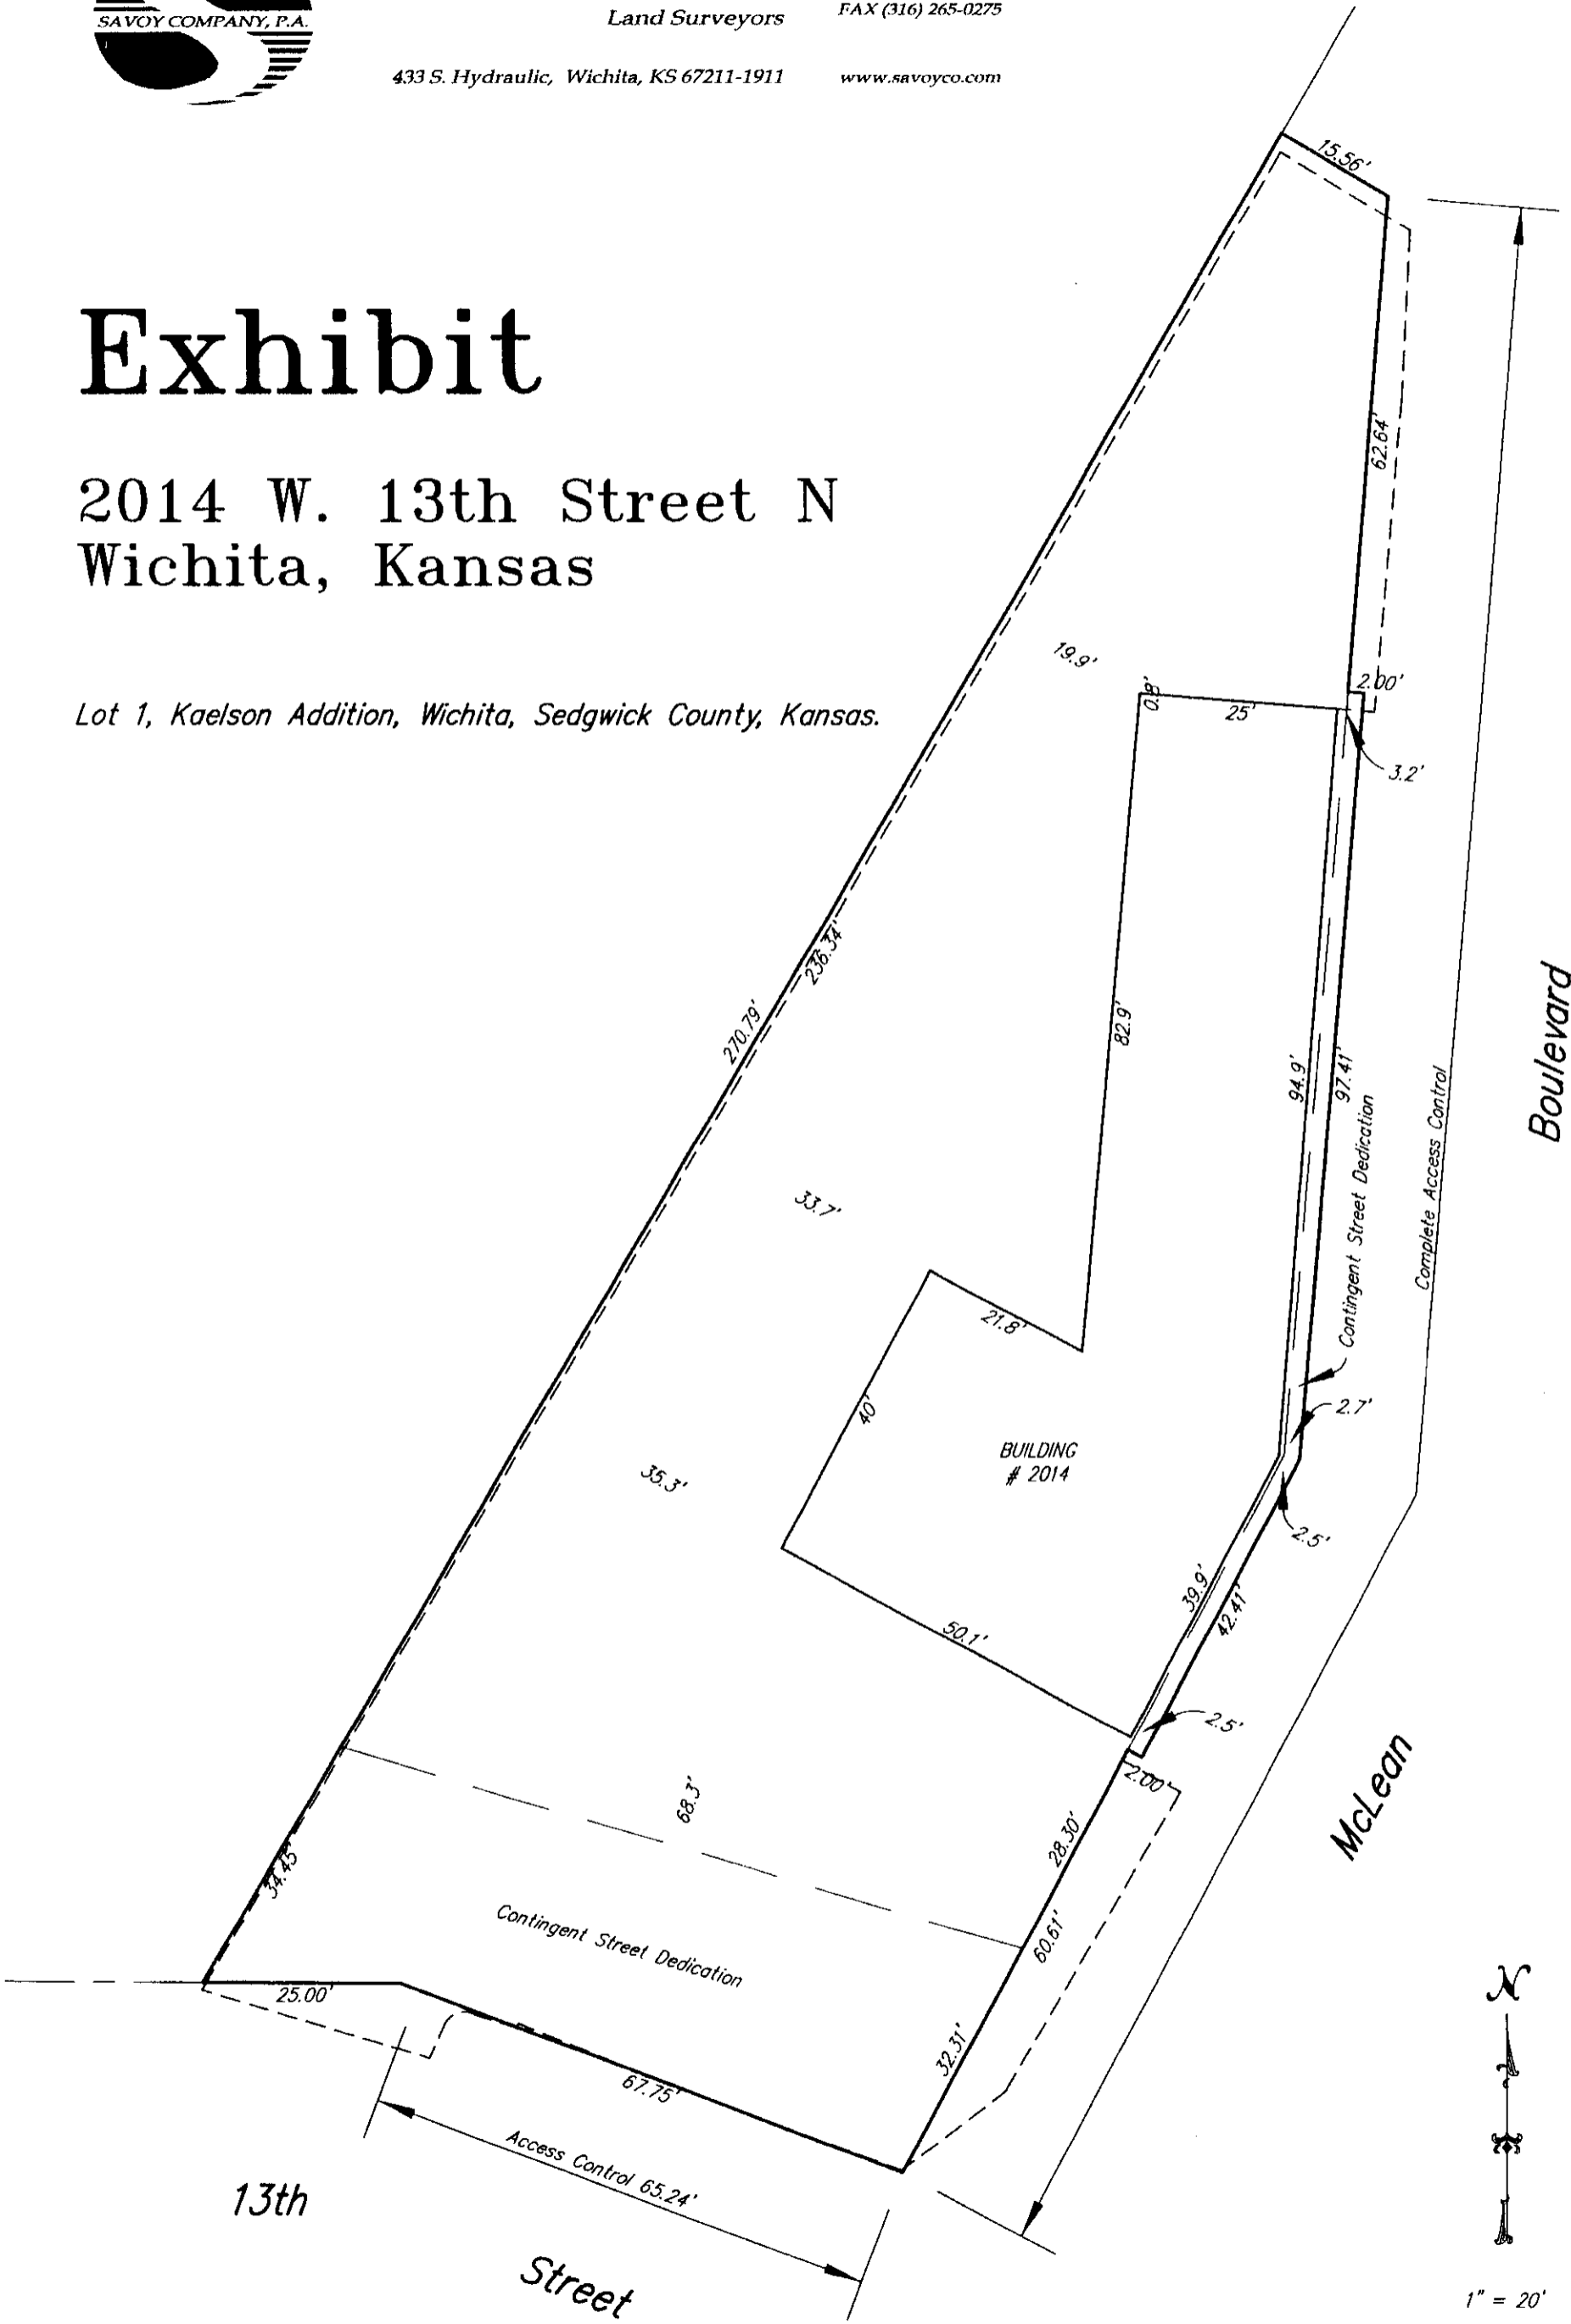 SAVOY COMPANY, P.A.
Land Surveyors
FAX (316) 265-0275
433 S. Hydraulic, Wichita, KS 67211-1911
www.savoyco.com
Exhibit
2014 W. 13th Street N
Wichita, Kansas
Lot 1, Kaelson Addition, Wichita, Sedgwick County, Kansas.
15.56'
62.64'
19.9'
0.8'
25'
2.00'
3.2'
236.34'
270.79'
82.9'
94.9'
97.41'
Contingent Street Dedication
Complete Access Control
Boulevard
33.7'
21.8'
40'
2.7'
BUILDING
# 2014
35.3'
2.5'
39.9'
42.41'
50.1'
2.5'
2.00'
McLean
68.3'
28.30'
34.45'
Contingent Street Dedication
60.61'
25.00'
32.31'
67.75'
Access Control 65.24'
13th
Street
N
1" = 20'